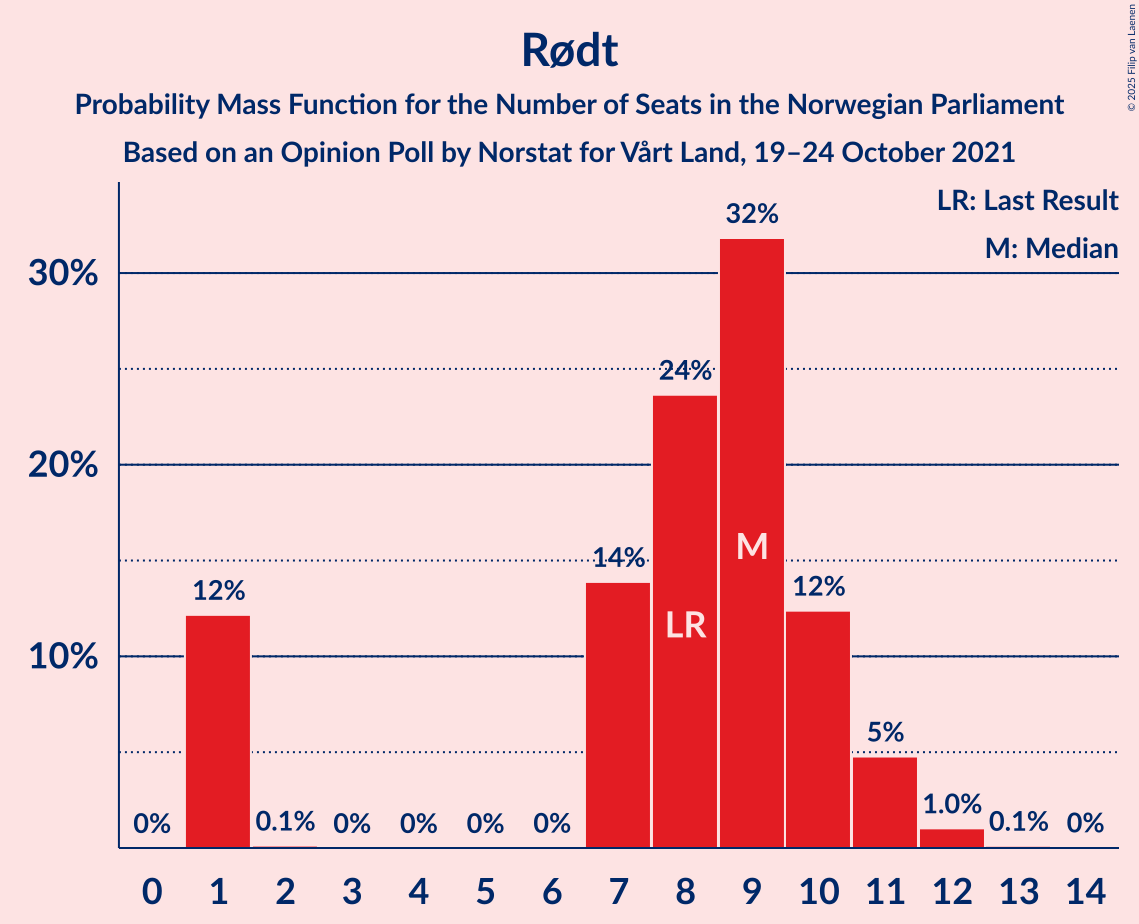 Rødt
Probability Mass Function for the Number of Seats in the Norwegian Parliament
Based on an Opinion Poll by Norstat for Vårt Land, 19–24 October 2021
© 2025 Filip van Laenen
LR: Last Result
M: Median
32%
30%
24%
20%
M
14%
12%
12%
LR
10%
5%
1.0%
0%
0.1%
0%
0%
0%
0%
0.1%
0%
0 1 2 3 4 5 6 7 8 9 10 11 12 13 14